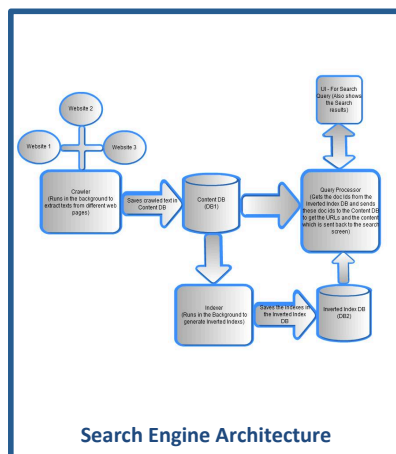 Website 2
Website 1
Website 3
UI - For Search
Query (Also shows
the Search
results)
Crawler
(Runs in the background to
extract texts from different web
pages)
Saves crawled text in
Content DB
Content DB
(DB1)
Query Processor
(Gets the doc Ids from the
Inverted Index DB and sends
these doc ids to the Content DB
to get the URLs and the content
which is sent back to the search
screen)
Indexer
(Runs in the Background to
generate Inverted Indexs)
Saves the Indexes in
the Inverted Index
DB
Inverted Index DB
(DB2)
Search Engine Architecture